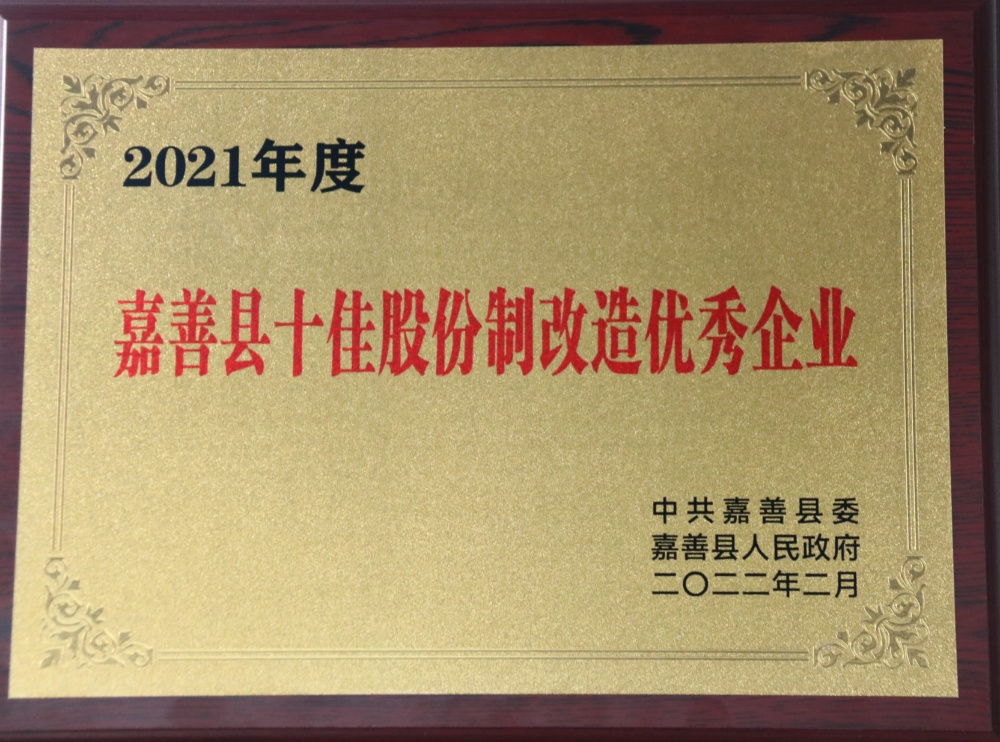 2021年度
嘉善县十佳股份制改造优秀企业
中共嘉善县委
嘉善县人民政府
二〇二二年二月